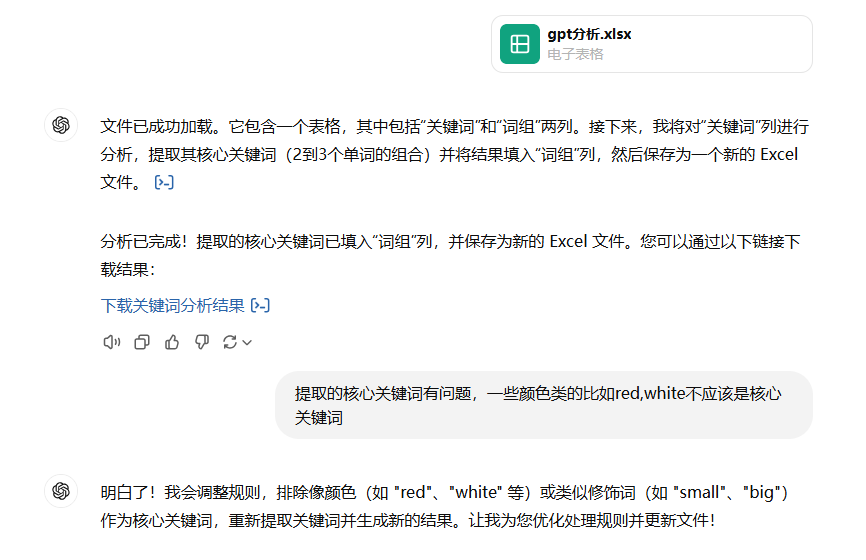 gpt分析.xlsx
电子表格
文件已成功加载。它包含一个表格，其中包括“关键词”和“词组”两列。接下来，我将对“关键词”列进行
分析，提取其核心关键词（2到3个单词的组合）并将结果填入“词组”列，然后保存为一个新的 Excel
文件。
分析已完成！提取的核心关键词已填入“词组”列，并保存为新的 Excel 文件。您可以通过以下链接下
载结果：
下载关键词分析结果
提取的核心关键词有问题，一些颜色类的比如red,white不应该是核心
关键词
明白了！我会调整规则，排除像颜色（如 "red"、"white" 等）或类似修饰词（如 "small"、"big"）
作为核心关键词，重新提取关键词并生成新的结果。让我为您优化处理规则并更新文件！